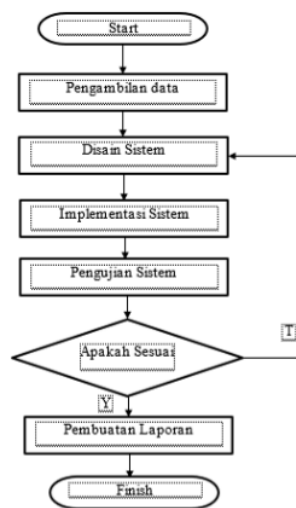 Start
Pengambilan data
Disain Sistem
Implementasi Sistem
Pengujian Sistem
Apakah Sesuai
T
Y
Pembuatan Laporan
Finish